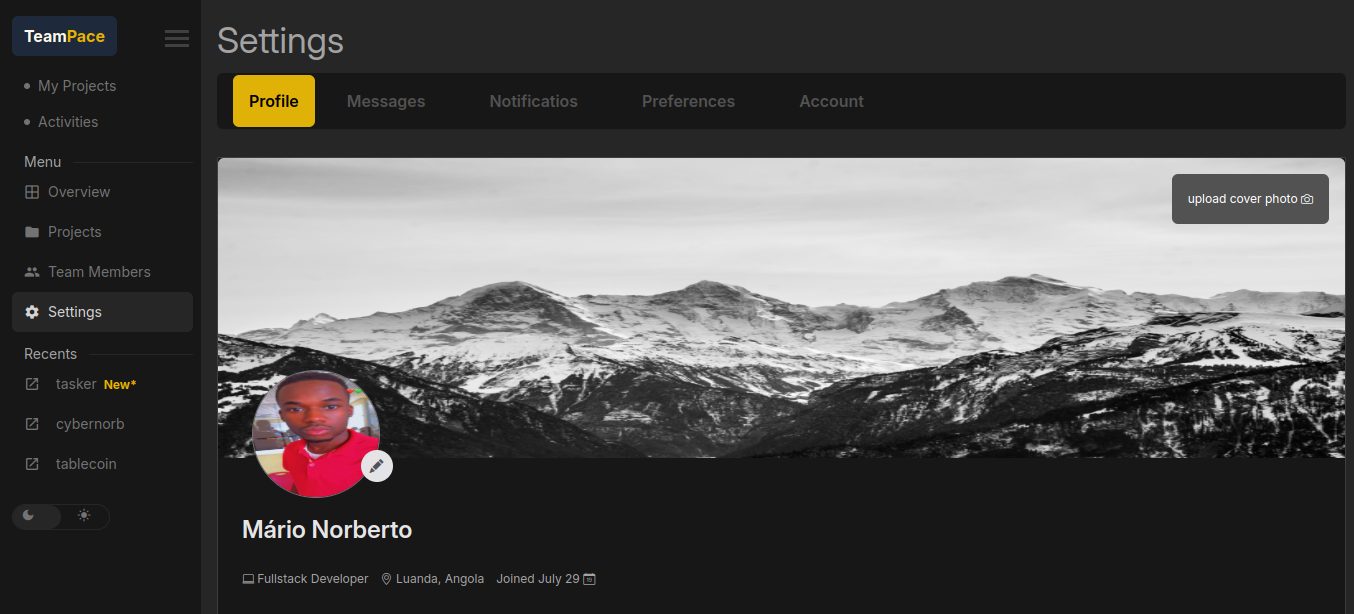 TeamPace
My Projects
Activities
Menu
Overview
Projects
Team Members
Settings
Recents
tasker New*
cybernorb
tablecoin
Settings
Profile Messages Notificatios Preferences Account
upload cover photo
Mário Norberto
Fullstack Developer Luanda, Angola Joined July 29